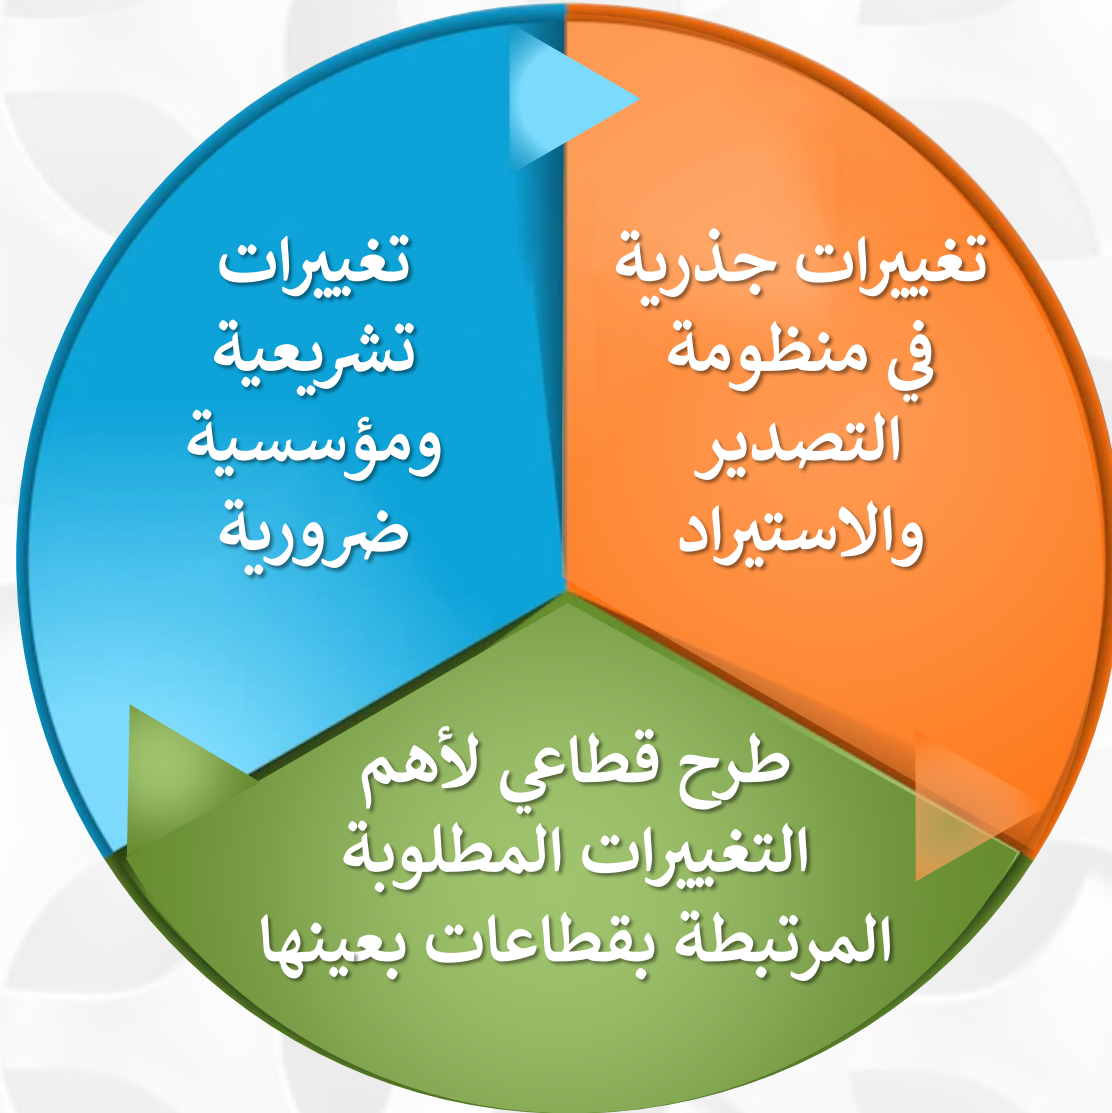 تغييرات جذرية
في منظومة
التصدير
والاستيراد
تغييرات
تشريعية
ومؤسسية
ضرورية
طرح قطاعي لأهم
التغييرات المطلوبة
المرتبطة بقطاعات بعينها